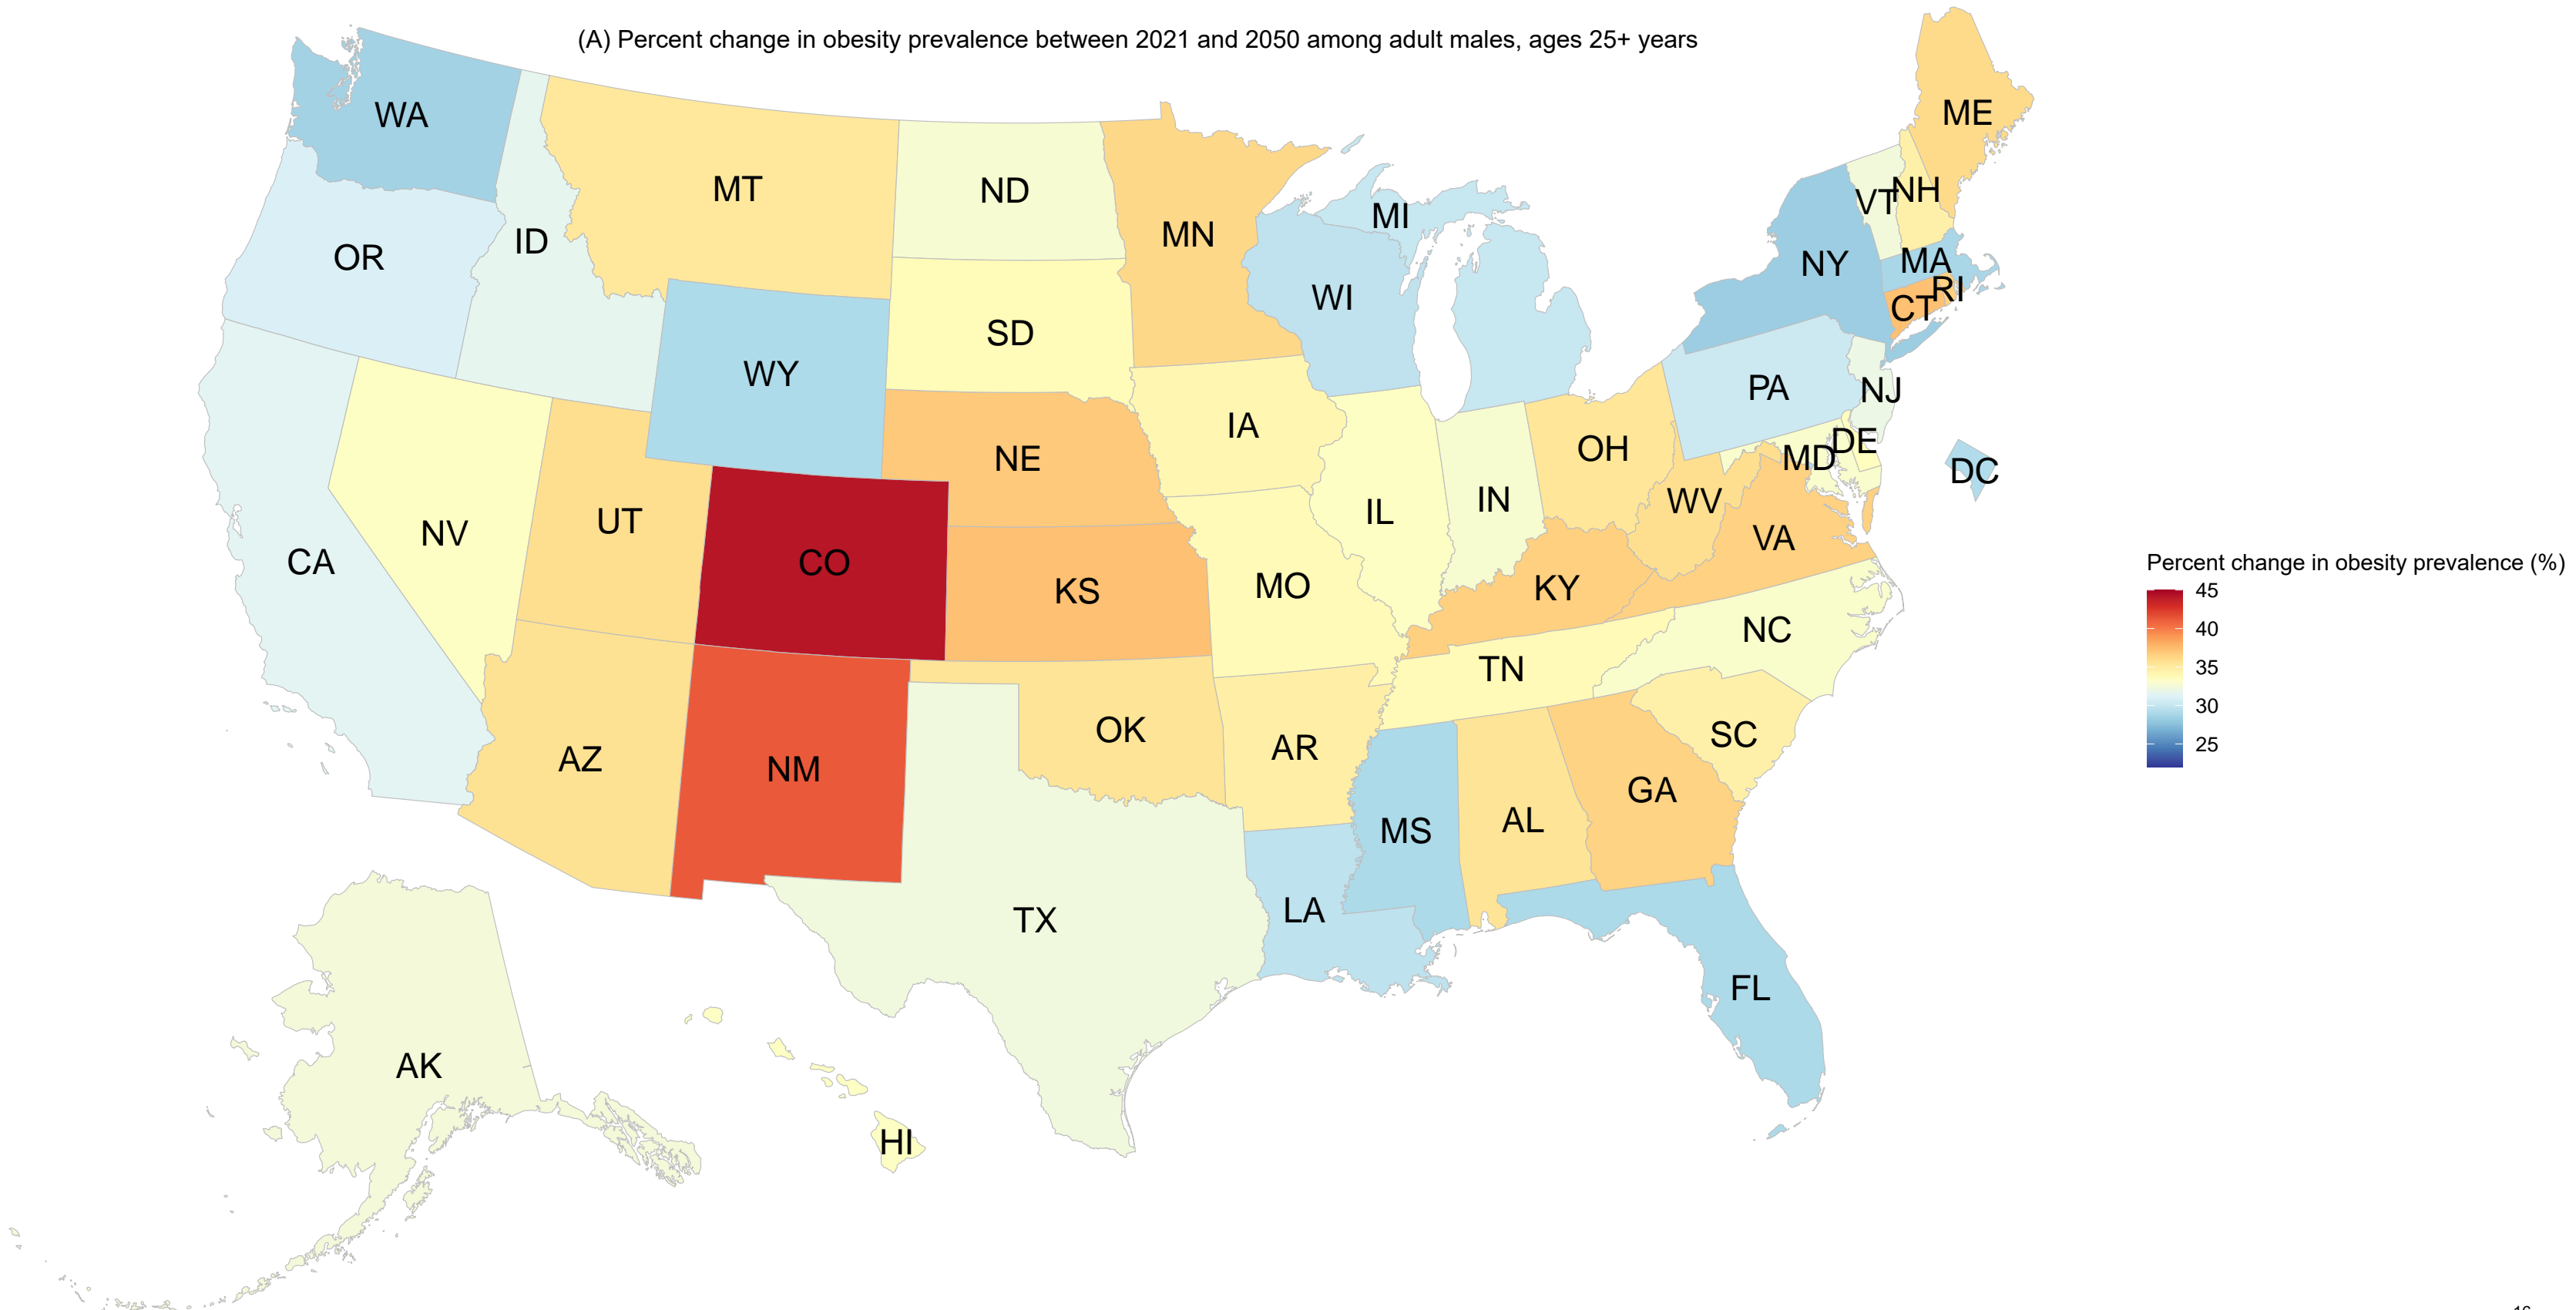 (A) Percent change in obesity prevalence between 2021 and 2050 among adult males, ages 25+ years
WA
MT
ND
MN
MI
ME
VT
NH
OR
ID
WY
SD
WI
NY
MA
RI
CT
PA
NJ
NE
IA
OH
DE
MD
DC
NV
UT
CO
KS
MO
IL
IN
WV
VA
KY
CA
NC
TN
AZ
NM
OK
AR
SC
MS
AL
GA
TX
LA
FL
AK
HI
Percent change in obesity prevalence (%)
45
40
35
30
25